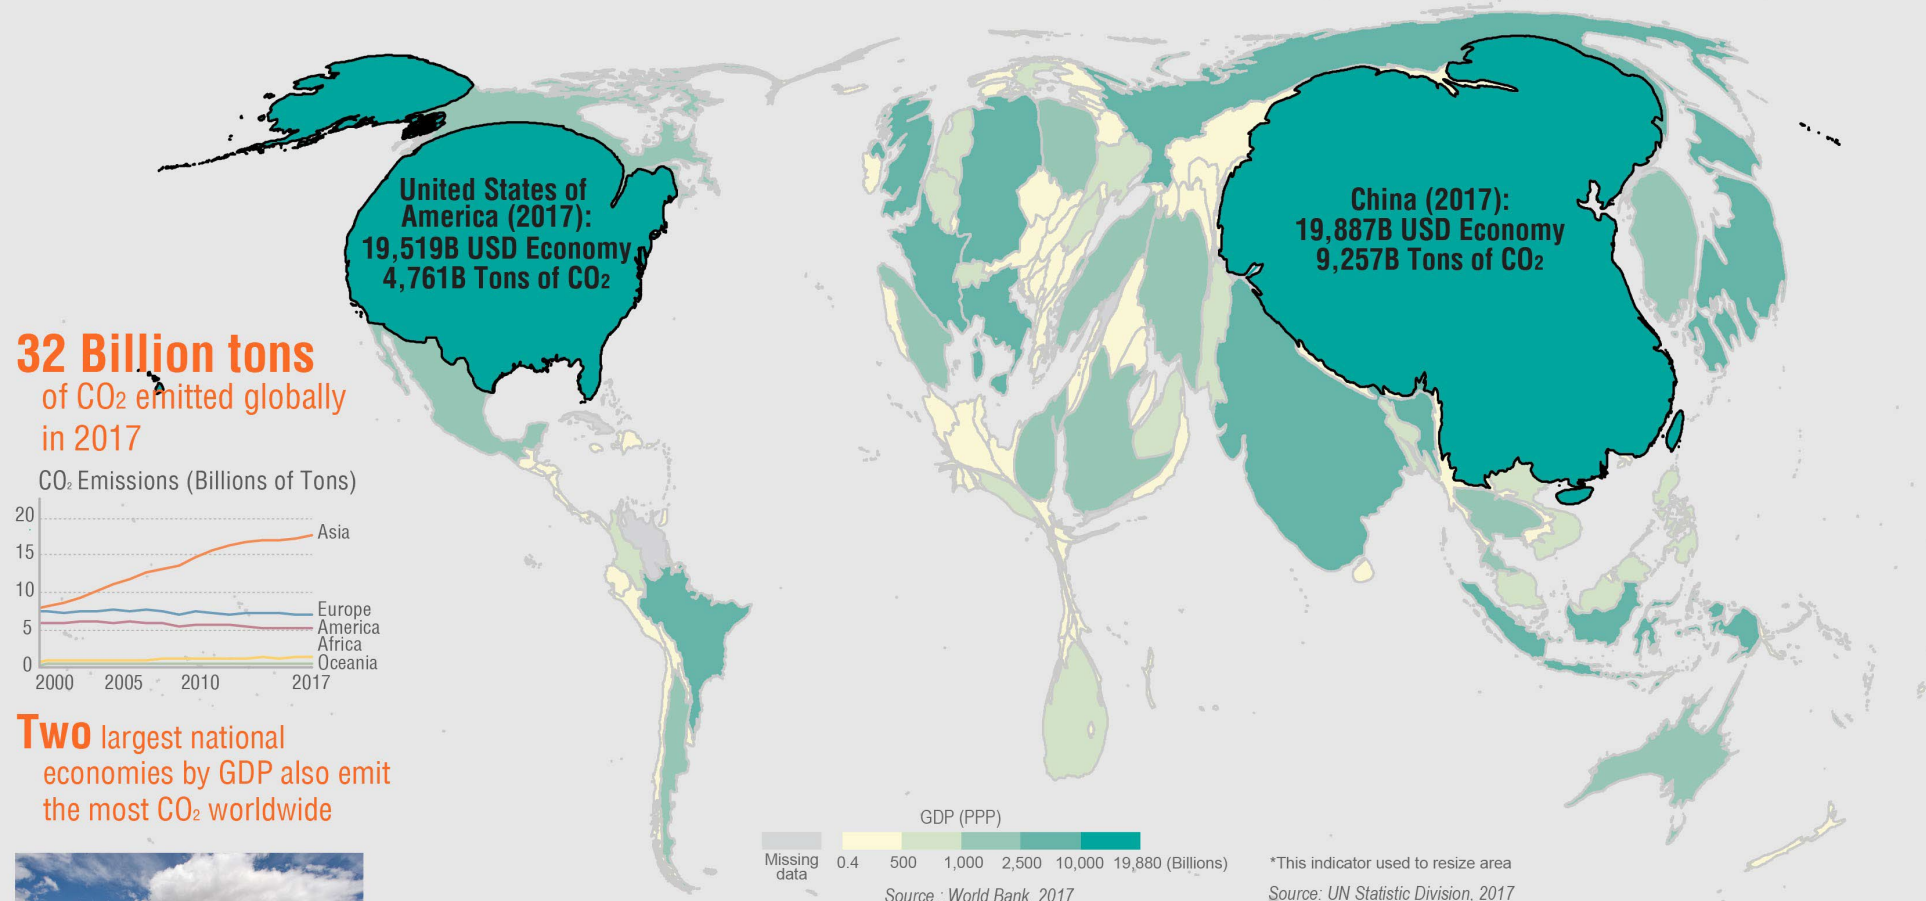 United States of
America (2017):
19,519B USD Economy
4,761B Tons of CO₂
China (2017):
19,887B USD Economy
9,257B Tons of CO₂
32 Billion tons
of CO₂ emitted globally
in 2017
CO₂ Emissions (Billions of Tons)
20
15
10
5
0
Asia
Europe
America
Africa
Oceania
2000 2005 2010 2017
Two largest national
economies by GDP also emit
the most CO₂ worldwide
GDP (PPP)
Missing
data
0.4 500 1,000 2,500 10,000 19,880 (Billions)
Source : World Bank, 2017
*This indicator used to resize area
Source: UN Statistic Division, 2017